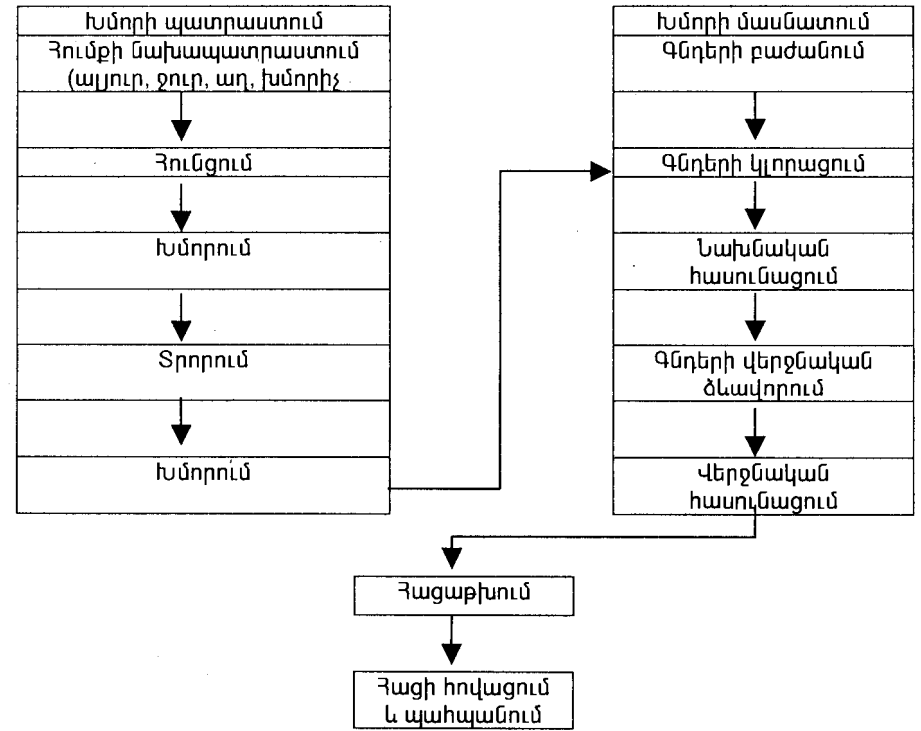 Խմորի պատրաստում
Հումքի նախապատրաստում
(ալյուր, ջուր, աղ, խմորիչ
Հունցում
Խմորում
Տրորում
Խմորում
Խմորի մասնատում
Գնդերի բաժանում
Գնդերի կլորացում
Նախնական
հասունացում
Գնդերի վերջնական
ձևավորում
Վերջնական
հասունացում
Հացաթխում
Հացի հովացում
և պահպանում